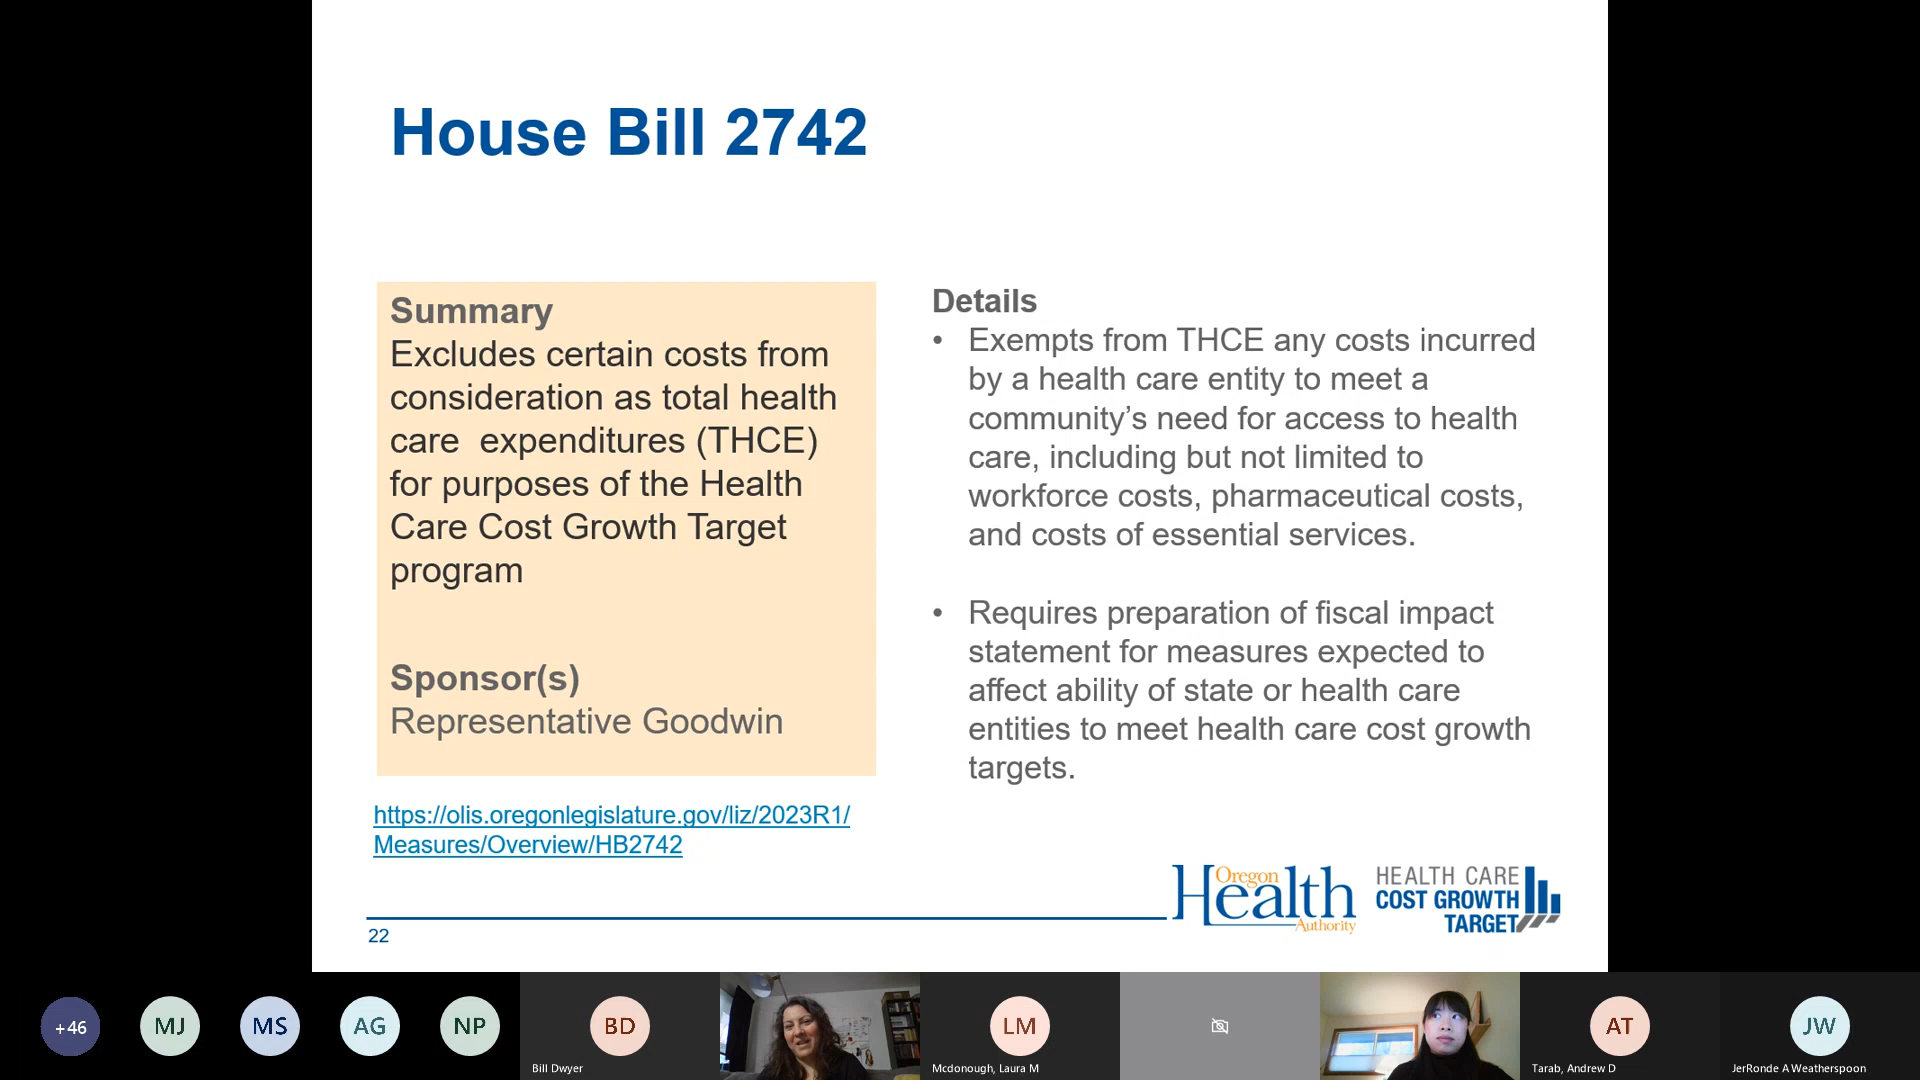 House Bill 2742
Summary
Excludes certain costs from
consideration as total health
care  expenditures (THCE)
for purposes of the Health
Care Cost Growth Target
program
Sponsor(s)
Representative Goodwin
https://olis.oregonlegislature.gov/liz/2023R1/
Measures/Overview/HB2742
Details
• Exempts from THCE any costs incurred
by a health care entity to meet a
community’s need for access to health
care, including but not limited to
workforce costs, pharmaceutical costs,
and costs of essential services.
• Requires preparation of fiscal impact
statement for measures expected to
affect ability of state or health care
entities to meet health care cost growth
targets.
Oregon
Health
Authority
HEALTH CARE
COST GROWTH
TARGET
22
+46
MJ
MS
AG
NP
BD
Bill Dwyer
LM
Mcdonough, Laura M
AT
Tarab, Andrew D
JW
JerRonde A Weatherspoon